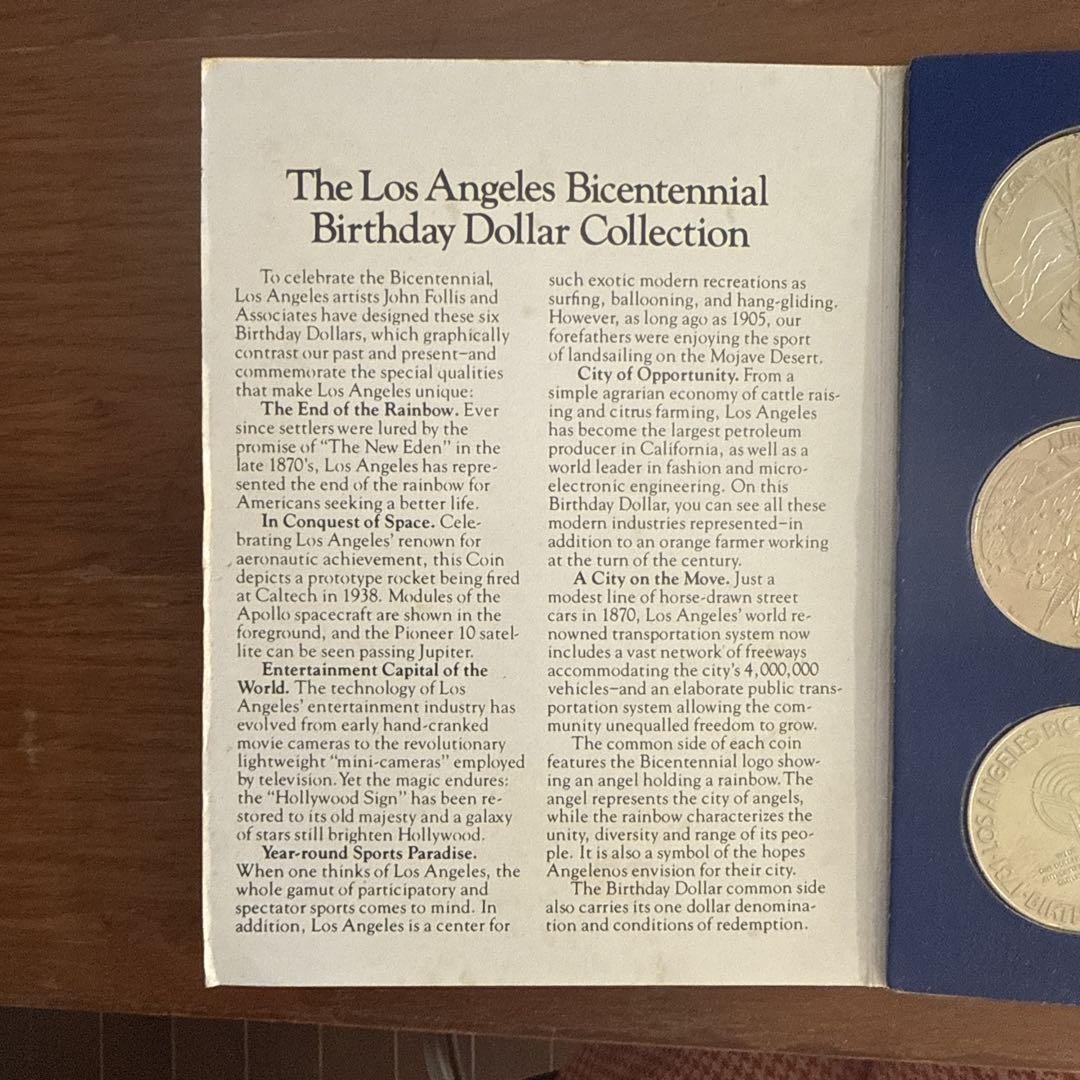 The Los Angeles Bicentennial
Birthday Dollar Collection
To celebrate the Bicentennial,
Los Angeles artists John Follis and
Associates have designed these six
Birthday Dollars, which graphically
contrast our past and present–and
commemorate the special qualities
that make Los Angeles unique:
The End of the Rainbow. Ever
since settlers were lured by the
promise of "The New Eden" in the
late 1870's, Los Angeles has repre-
sented the end of the rainbow for
Americans seeking a better life.
In Conquest of Space. Cele-
brating Los Angeles' renown for
aeronautic achievement, this Coin
depicts a prototype rocket being fired
at Caltech in 1938. Modules of the
Apollo spacecraft are shown in the
foreground, and the Pioneer 10 satel-
lite can be seen passing Jupiter.
Entertainment Capital of the
World. The technology of Los
Angeles' entertainment industry has
evolved from early hand-cranked
movie cameras to the revolutionary
lightweight "mini-cameras" employed
by television. Yet the magic endures:
the "Hollywood Sign" has been re-
stored to its old majesty and a galaxy
of stars still brighten Hollywood.
Year-round Sports Paradise.
When one thinks of Los Angeles, the
whole gamut of participatory and
spectator sports comes to mind. In
addition, Los Angeles is a center for
such exotic modern recreations as
surfing, ballooning, and hang-gliding.
However, as long ago as 1905, our
forefathers were enjoying the sport
of landsailing on the Mojave Desert.
City of Opportunity. From a
simple agrarian economy of cattle rais-
ing and citrus farming, Los Angeles
has become the largest petroleum
producer in California, as well as a
world leader in fashion and micro-
electronic engineering. On this
Birthday Dollar, you can see all these
modern industries represented–in
addition to an orange farmer working
at the turn of the century.
A City on the Move. Just a
modest line of horse-drawn street
cars in 1870, Los Angeles' world re-
nowned transportation system now
includes a vast network of freeways
accommodating the city's 4,000,000
vehicles–and an elaborate public trans-
portation system allowing the com-
munity unequalled freedom to grow.
The common side of each coin
features the Bicentennial logo show-
ing an angel holding a rainbow. The
angel represents the city of angels,
while the rainbow characterizes the
unity, diversity and range of its peo-
ple. It is also a symbol of the hopes
Angelenos envision for their city.
The Birthday Dollar common side
also carries its one dollar denomina-
tion and conditions of redemption.
LOS ANGELES BIC